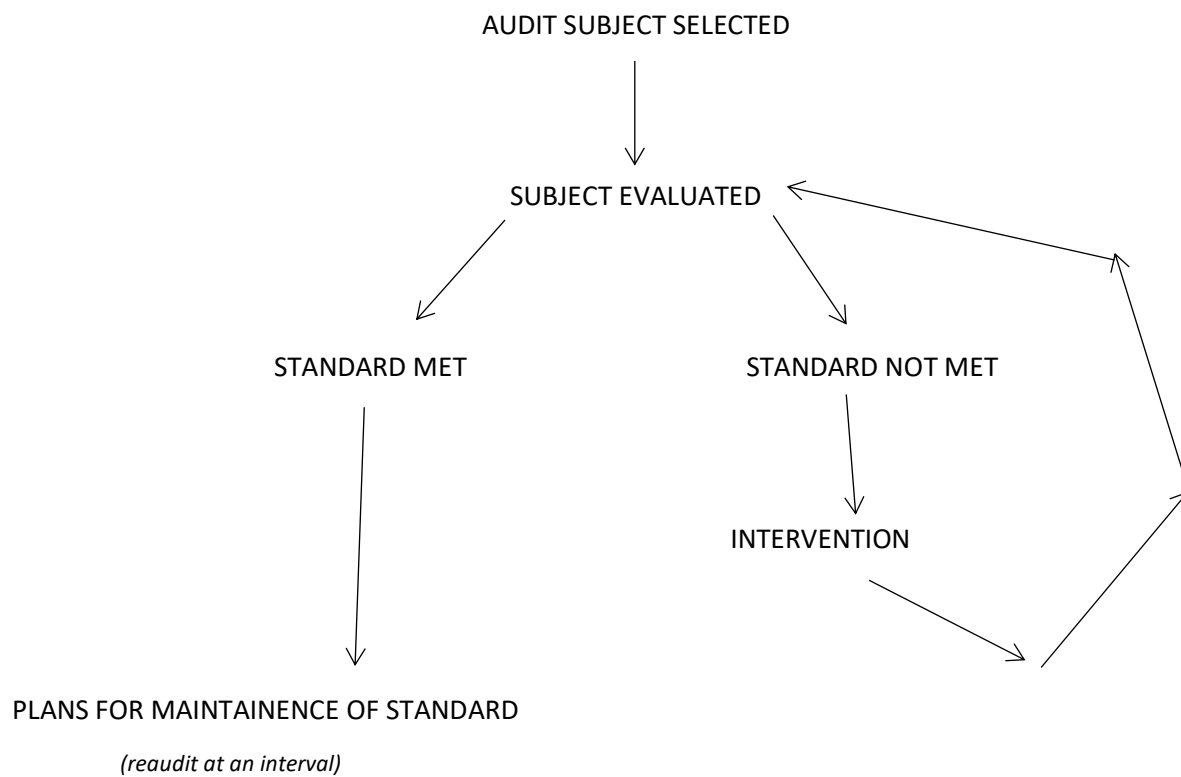 AUDIT SUBJECT SELECTED
SUBJECT EVALUATED
STANDARD MET
STANDARD NOT MET
INTERVENTION
PLANS FOR MAINTAINENCE OF STANDARD
(reaudit at an interval)